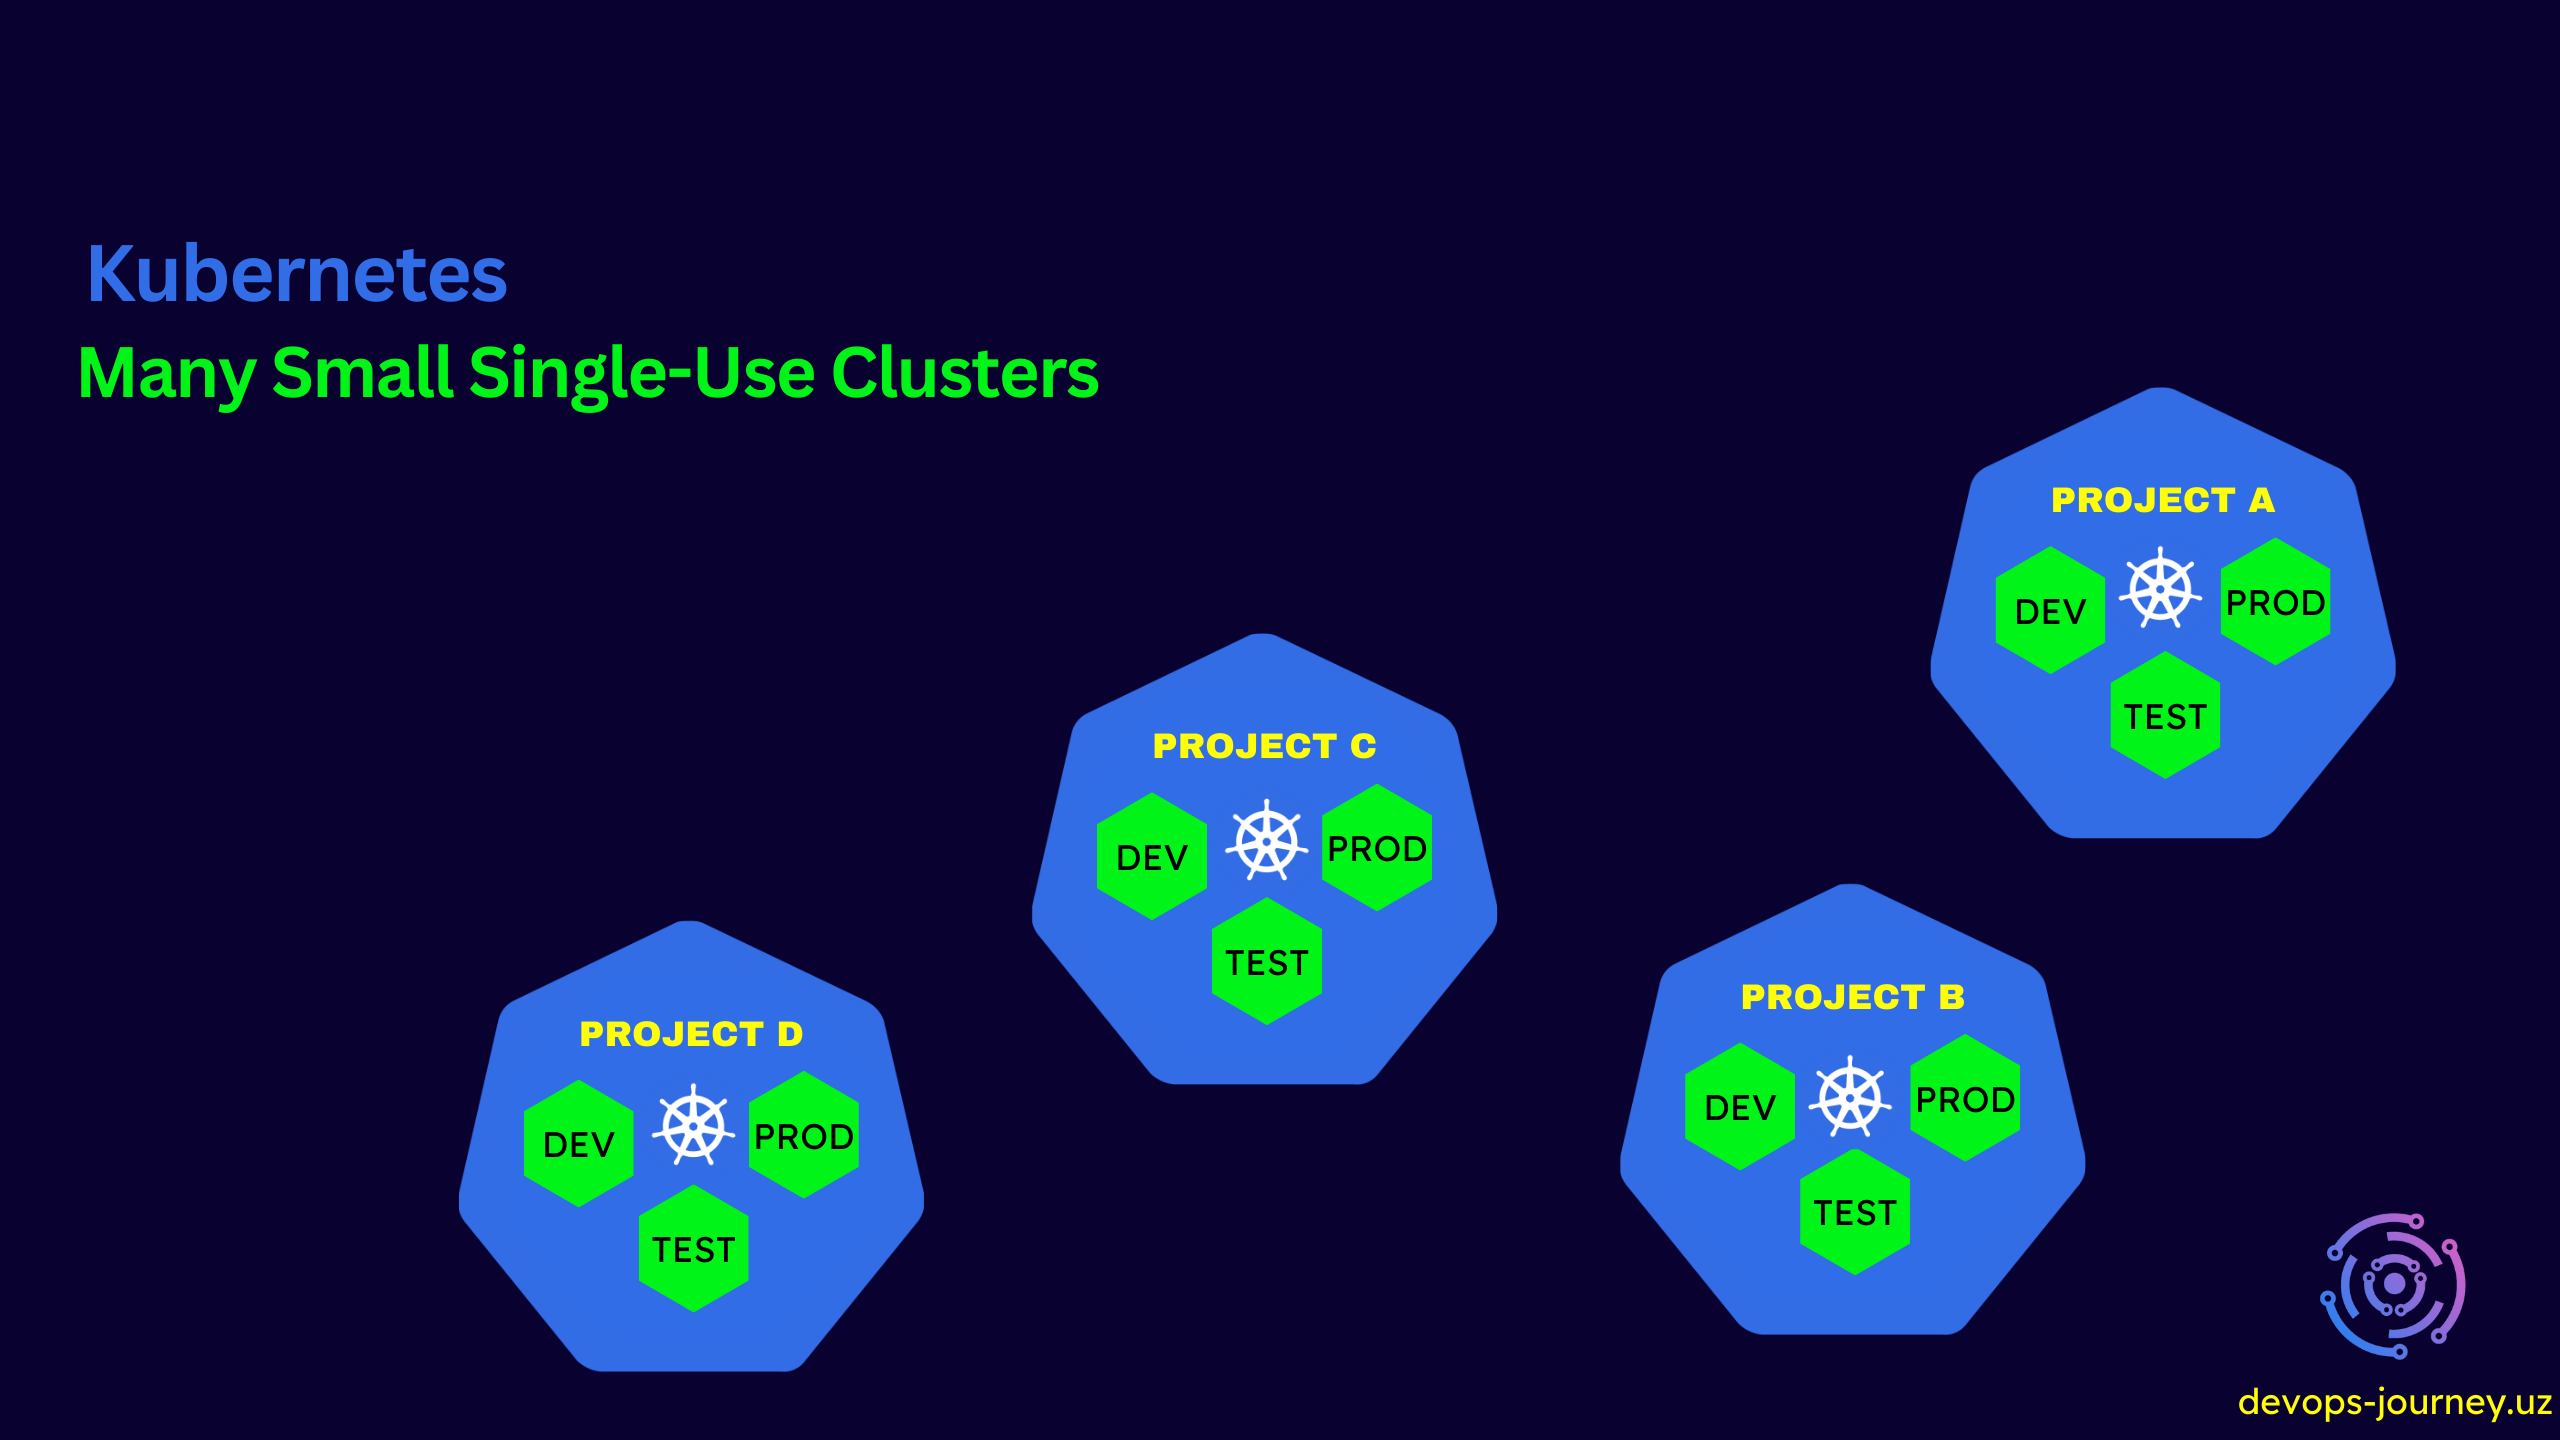 Kubernetes
Many Small Single-Use Clusters
PROJECT A
DEV
PROD
TEST
PROJECT C
DEV
PROD
TEST
PROJECT B
DEV
PROD
TEST
PROJECT D
DEV
PROD
TEST
devops-journey.uz